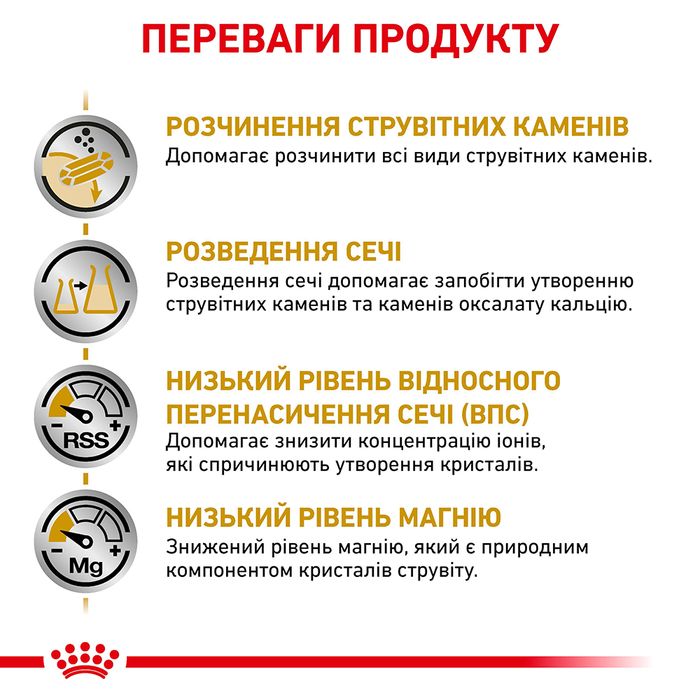 ПЕРЕВАГИ ПРОДУКТУ
РОЗЧИНЕННЯ СТРУВІТНИХ КАМЕНІВ
Допомагає розчинити всі види струвітних каменів.
РОЗВЕДЕННЯ СЕЧІ
Розведення сечі допомагає запобігти утворенню
струвітних каменів та каменів оксалату кальцію.
НИЗЬКИЙ РІВЕНЬ ВІДНОСНОГО
ПЕРЕНАСИЧЕННЯ СЕЧІ (ВПС)
Допомагає знизити концентрацію іонів,
які спричинюють утворення кристалів.
- RSS +
НИЗЬКИЙ РІВЕНЬ МАГНІЮ
Знижений рівень магнію, який є природним
компонентом кристалів струвіту.
- Mg +